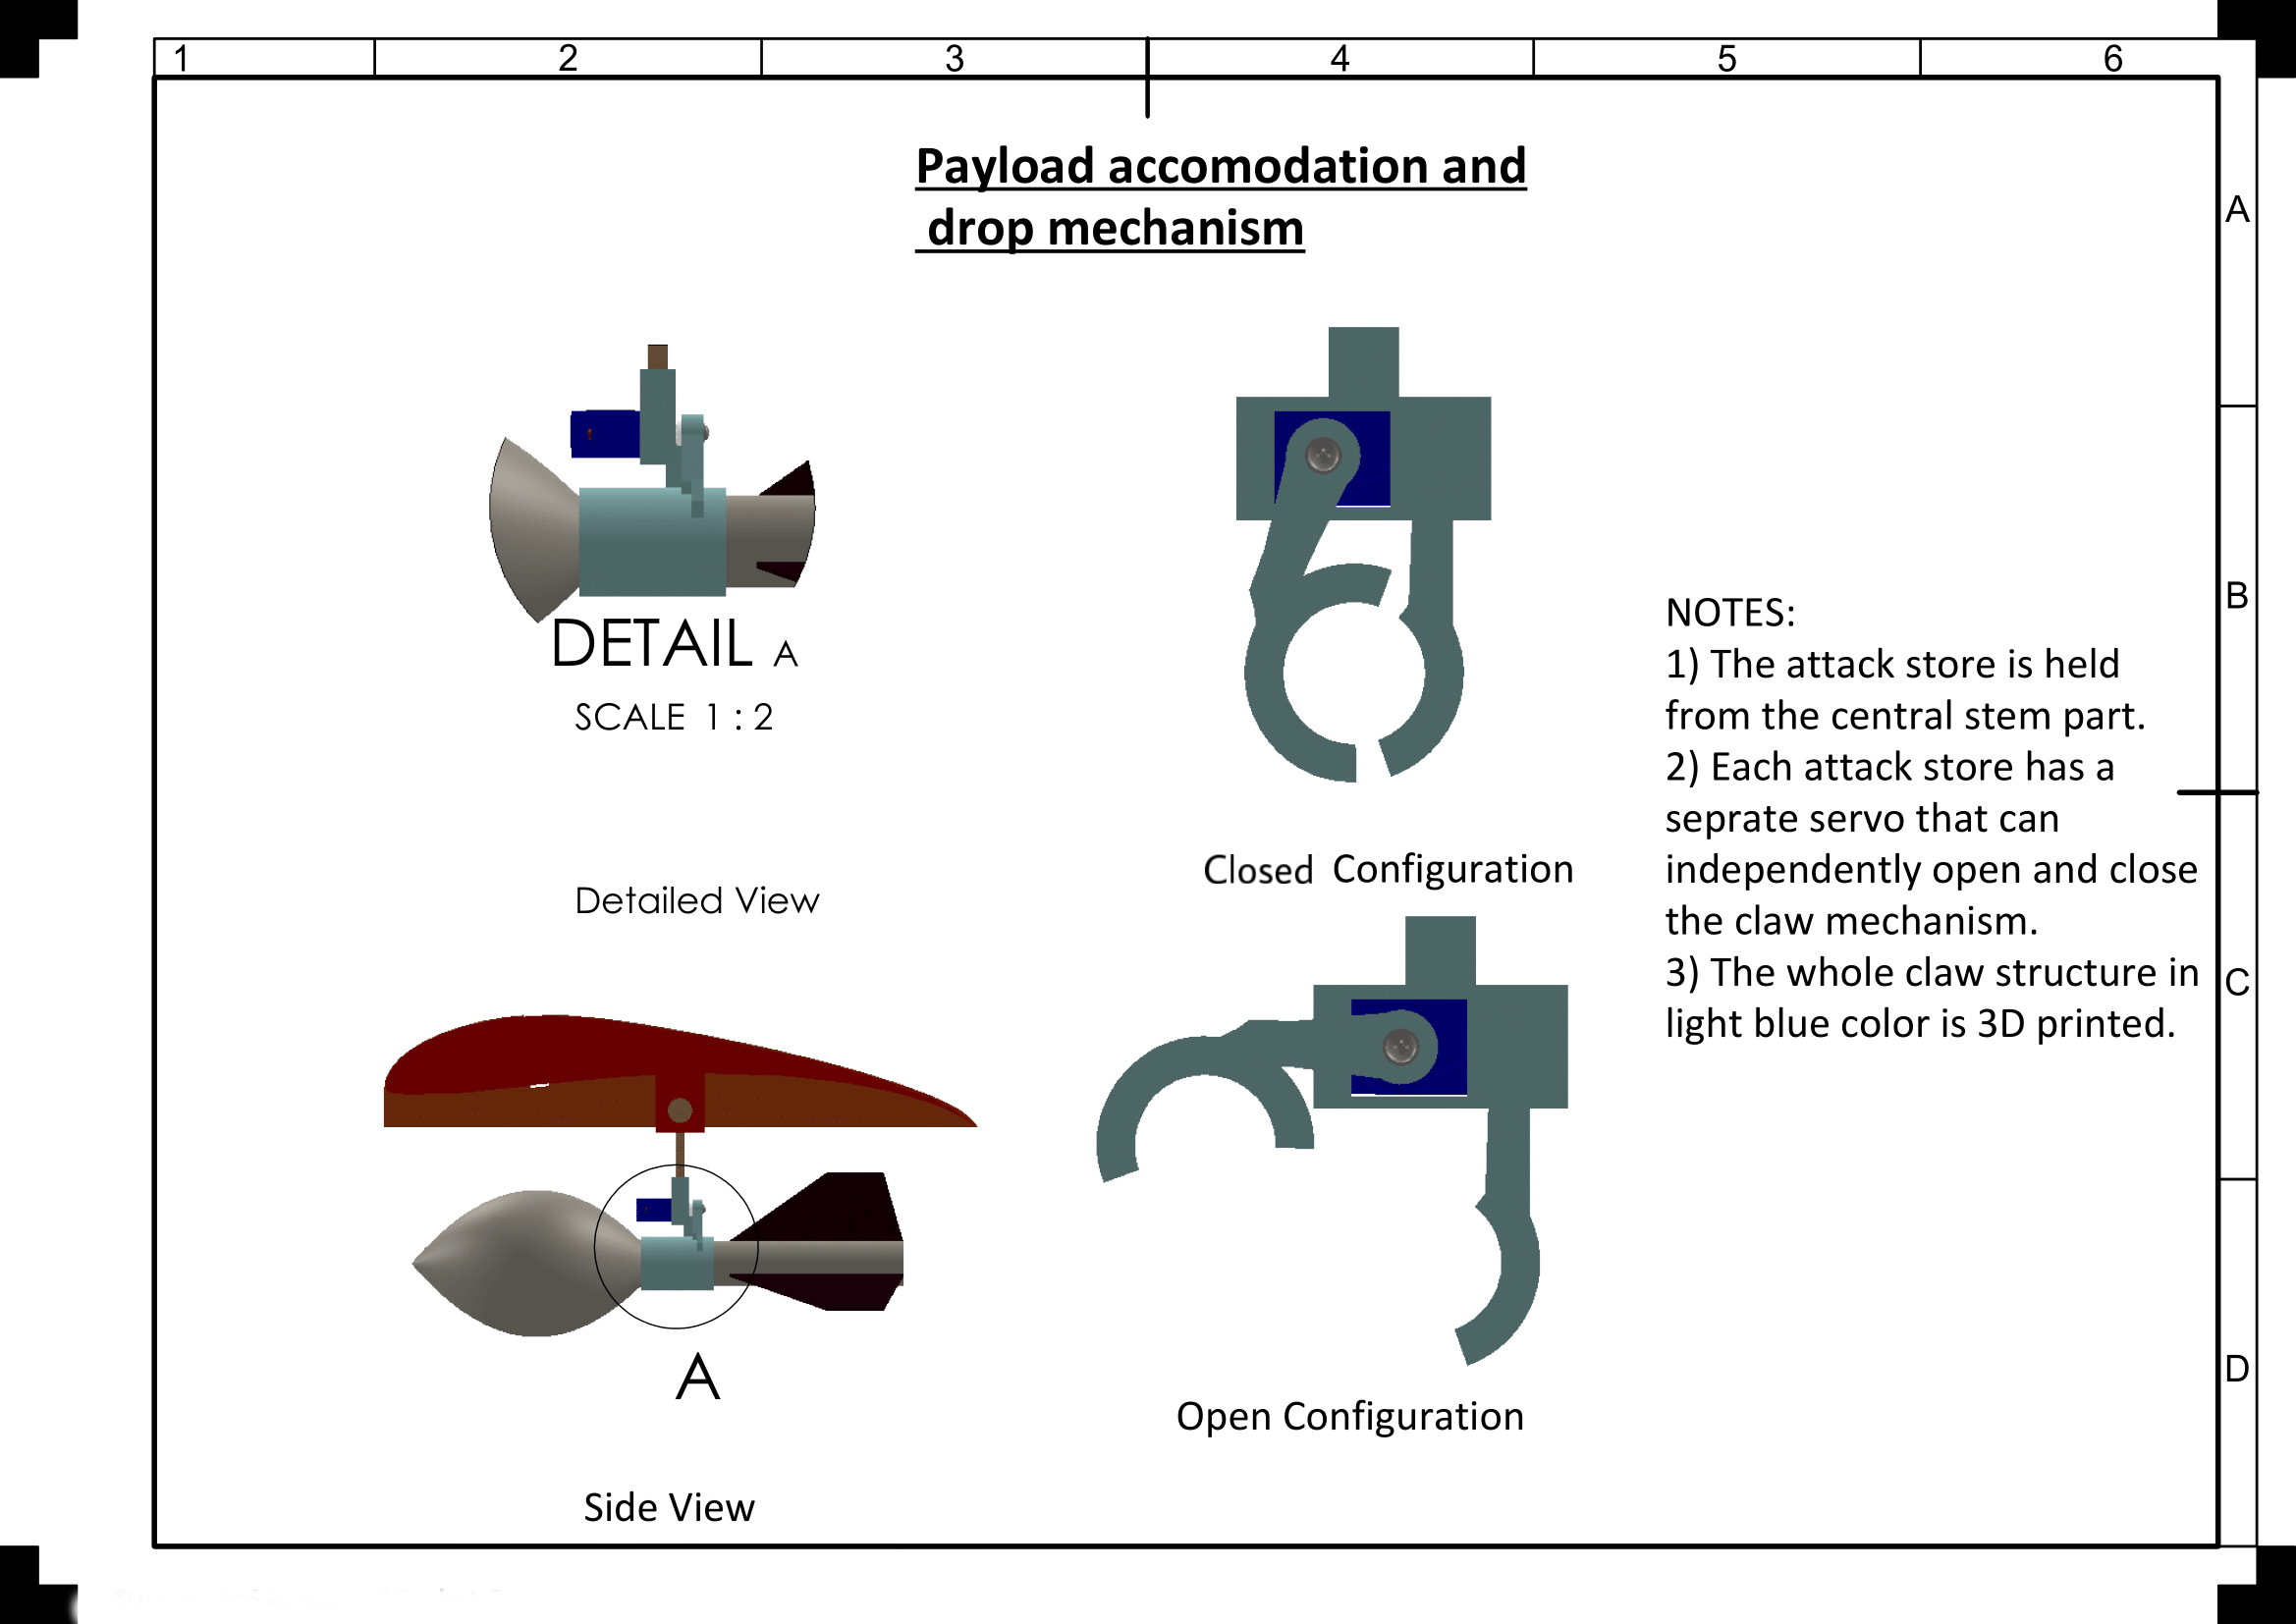 1 2 3 4 5 6
Payload accomodation and
drop mechanism
A
B
C
D
DETAIL A
SCALE 1 : 2
Detailed View
A
Side View
Closed Configuration
Open Configuration
NOTES:
1) The attack store is held
from the central stem part.
2) Each attack store has a
seprate servo that can
independently open and close
the claw mechanism.
3) The whole claw structure in
light blue color is 3D printed.